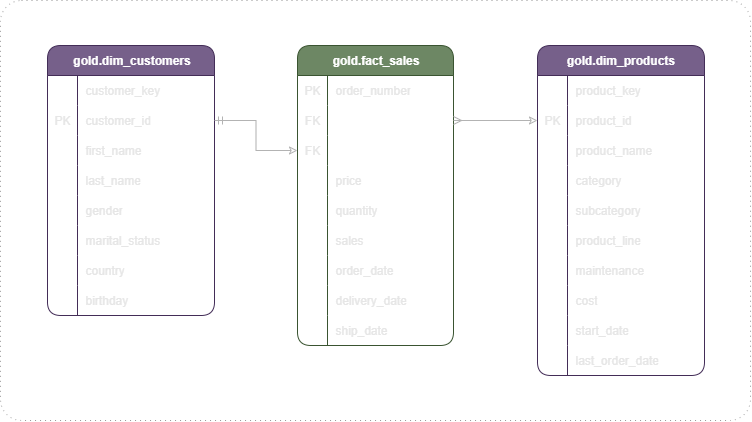 gold.dim_customers
customer_key
PK customer_id
first_name
last_name
gender
marital_status
country
birthday
gold.fact_sales
PK order_number
FK
FK
price
quantity
sales
order_date
delivery_date
ship_date
gold.dim_products
product_key
PK product_id
product_name
category
subcategory
product_line
maintenance
cost
start_date
last_order_date